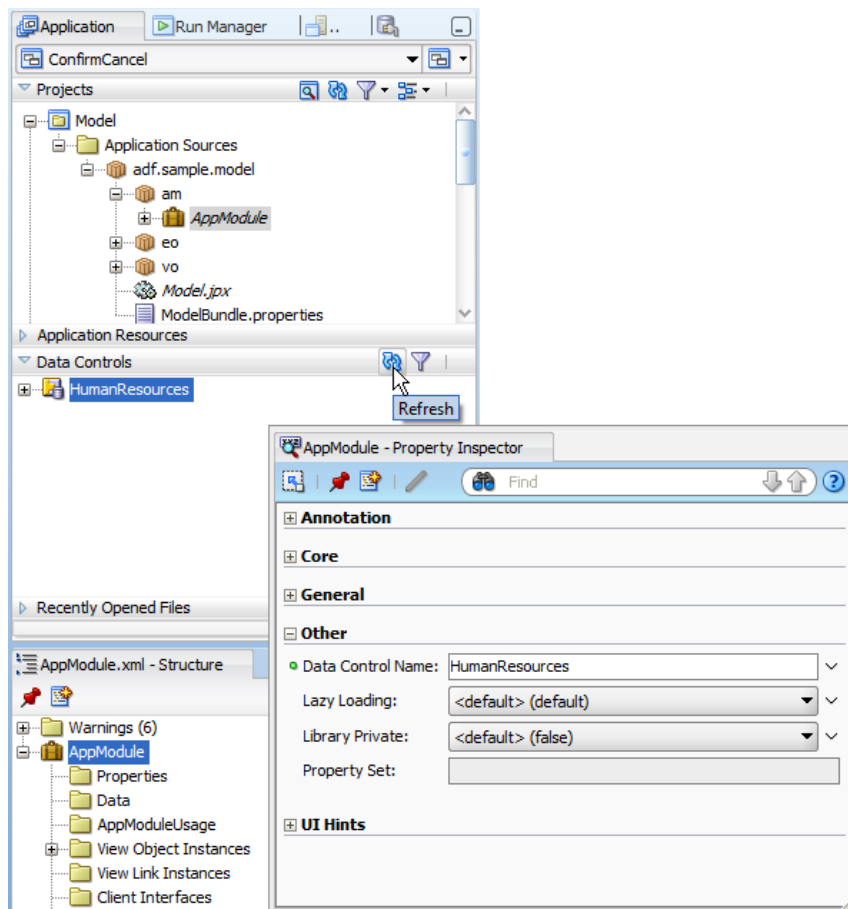 Application Run Manager ..
ConfirmCancel
Projects
Model
Application Sources
adf.sample.model
am
AppModule
eo
vo
Model.jpx
ModelBundle.properties
Application Resources
Data Controls
HumanResources
Refresh
Recently Opened Files
AppModule.xml - Structure
Warnings (6)
AppModule
Properties
Data
AppModuleUsage
View Object Instances
View Link Instances
Client Interfaces
AppModule - Property Inspector
Find
Annotation
Core
General
Other
Data Control Name: HumanResources
Lazy Loading: <default> (default)
Library Private: <default> (false)
Property Set:
UI Hints